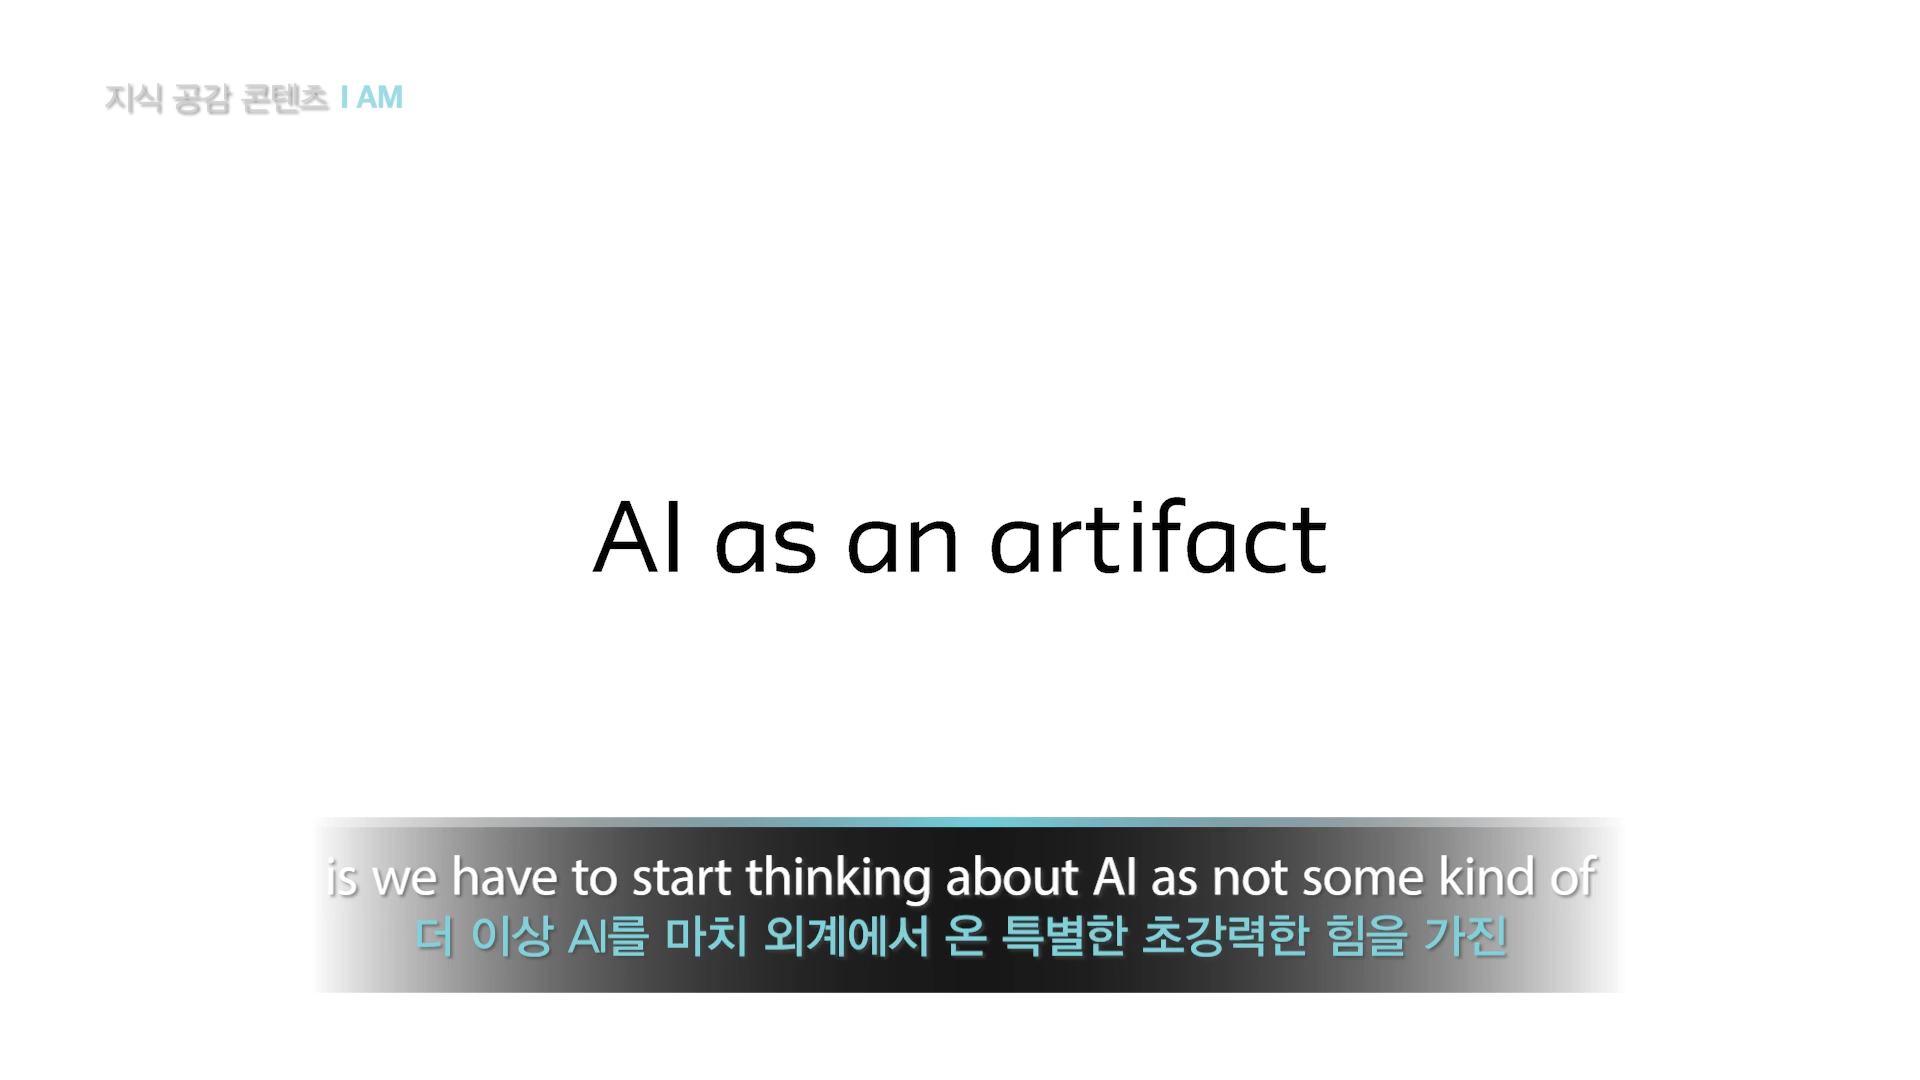 지식 공감 콘텐츠 I AM
AI as an artifact
is we have to start thinking about AI as not some kind of
더 이상 AI를 마치 외계에서 온 특별한 초강력한 힘을 가진